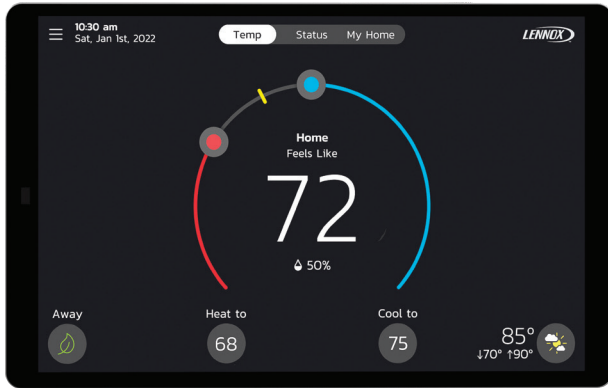 10:30 am
Sat, Jan 1st, 2022
Temp Status My Home
LENNOX
Home
Feels Like
72
50%
Away
Heat to
68
Cool to
75
85°
↓70° ↑90°